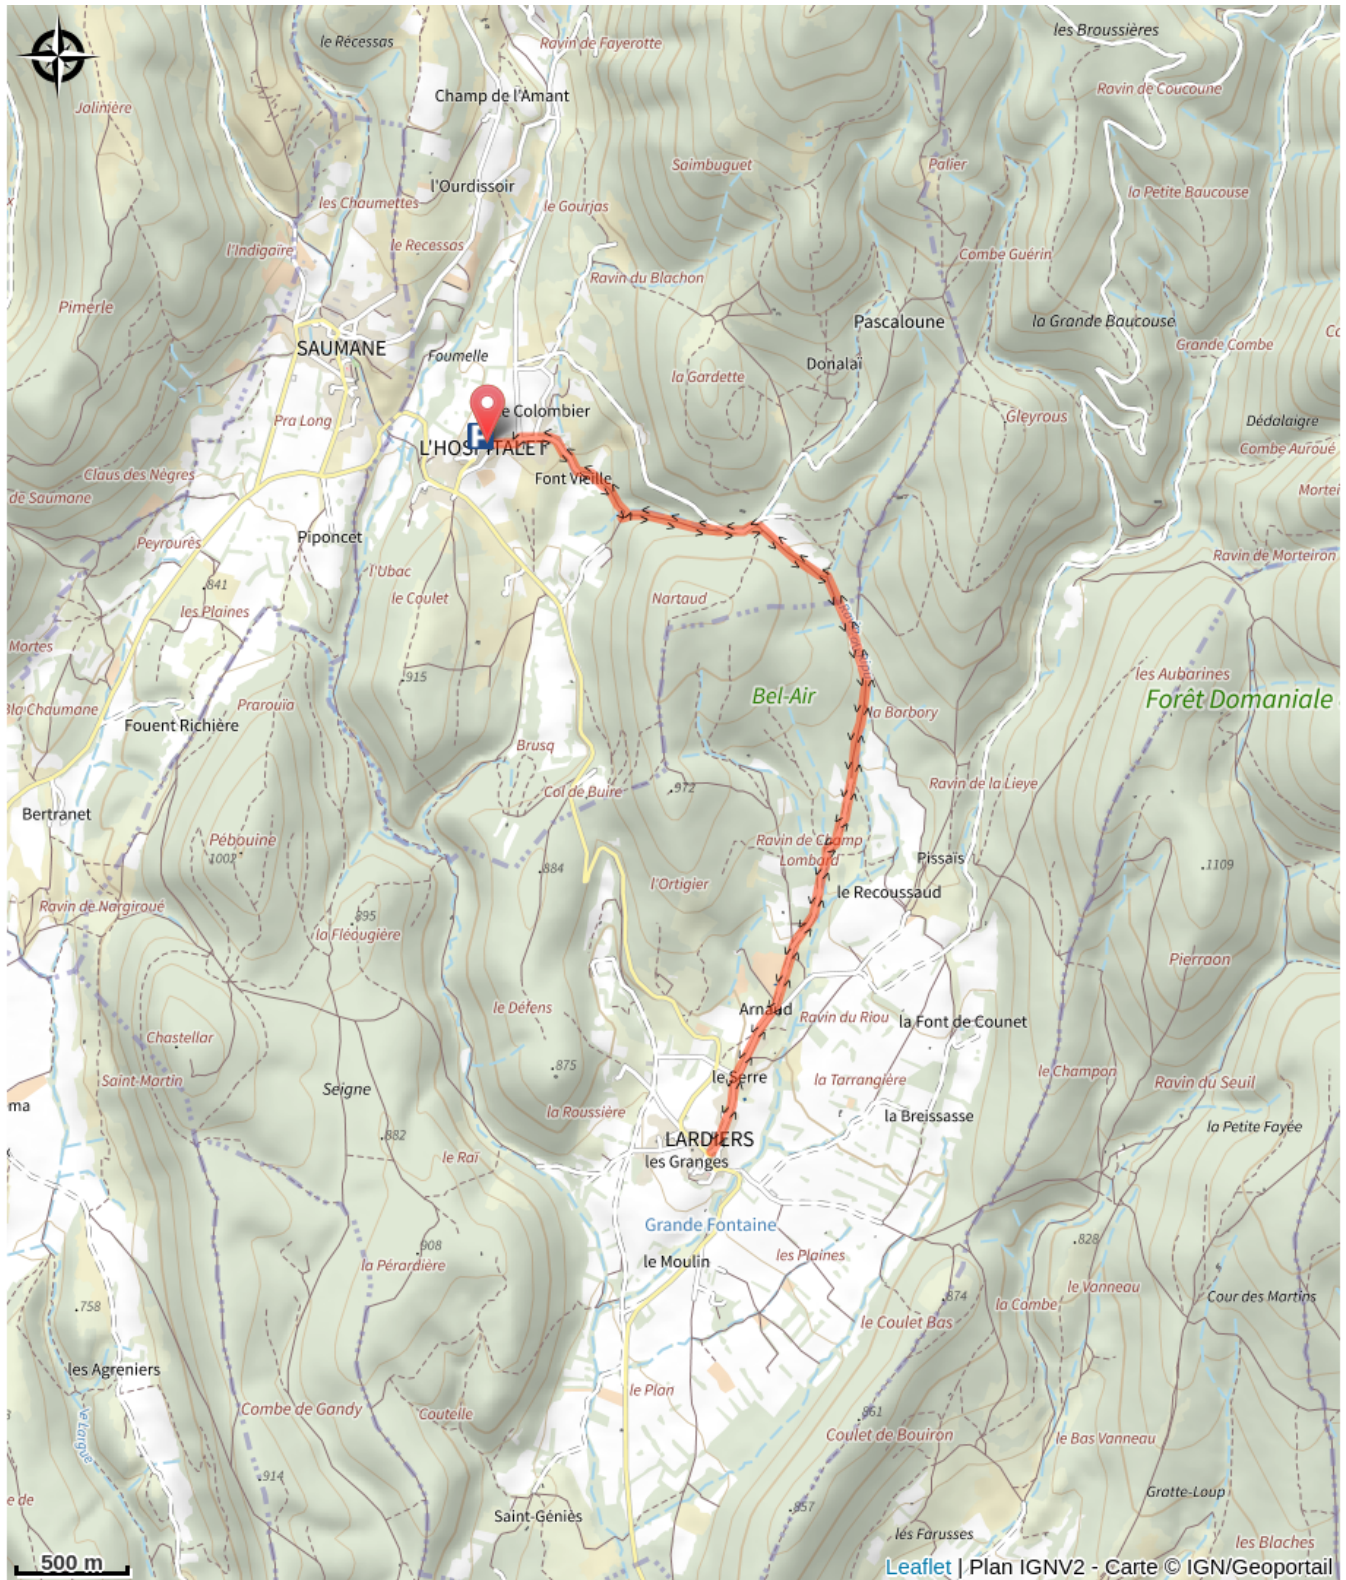 le Récessas
Ravin de Fayerotte
les Broussières
Champ de l'Amant
Ravin de Coucoune
Jalinière
Saimbuguet
Palier
l'Ourdissoir
la Petite Baucouse
les Chaumettes
le Gourjas
l'Indigaïre
le Recessas
Combe Guérin
Ravin du Blachon
Pimerle
Pascaloune
la Grande Baucouse
SAUMANE
Foumelle
Grande Combe
Donalaï
la Gardette
Colombier
Gleyrous
Pra Long
Dédalaigre
L'HOSPITALET
Combe Auroué
Claus des Nègres
Font Vieille
de Saumane
Piponcet
Peyrourès
Ravin de Morteiron
l'Ubac
841
le Coulet
Nartaud
les Plaines
Mortes
915
les Aubarines
Bel-Air
Forêt Domaniale
Prarouïa
la Chaumane
la Barbory
Fouent Richière
Brusq
Ravin de la Lieye
Col de Buire
972
Bertranet
Pébouine
Ravin de Champ
Lombard
1002
Pissaïs
1109
884
l'Ortigier
le Recoussaud
Ravin de Nargiroué
895
la Fléougière
Pierraon
le Défens
Arnaud
Ravin du Riou
la Font de Counet
Chastellar
875
le Serre
la Tarrangière
le Champon
Saint-Martin
Seigne
Ravin du Seuil
ma
la Roussière
la Breissasse
la Petite Fayée
882
LARDIERS
le Raï
les Granges
Grande Fontaine
828
908
le Moulin
les Plaines
la Pérardière
le Vanneau
874
Cour des Martins
758
la Combe
le Coulet Bas
les Agreniers
le Plan
Combe de Gandy
Coutelle
861
le Largue
Coulet de Bouiron
le Bas Vanneau
914
Grotte-Loup
e de
857
Saint-Géniès
les Farusses
les Blaches
500 m
Leaflet | Plan IGNV2 - Carte © IGN/Geoportail